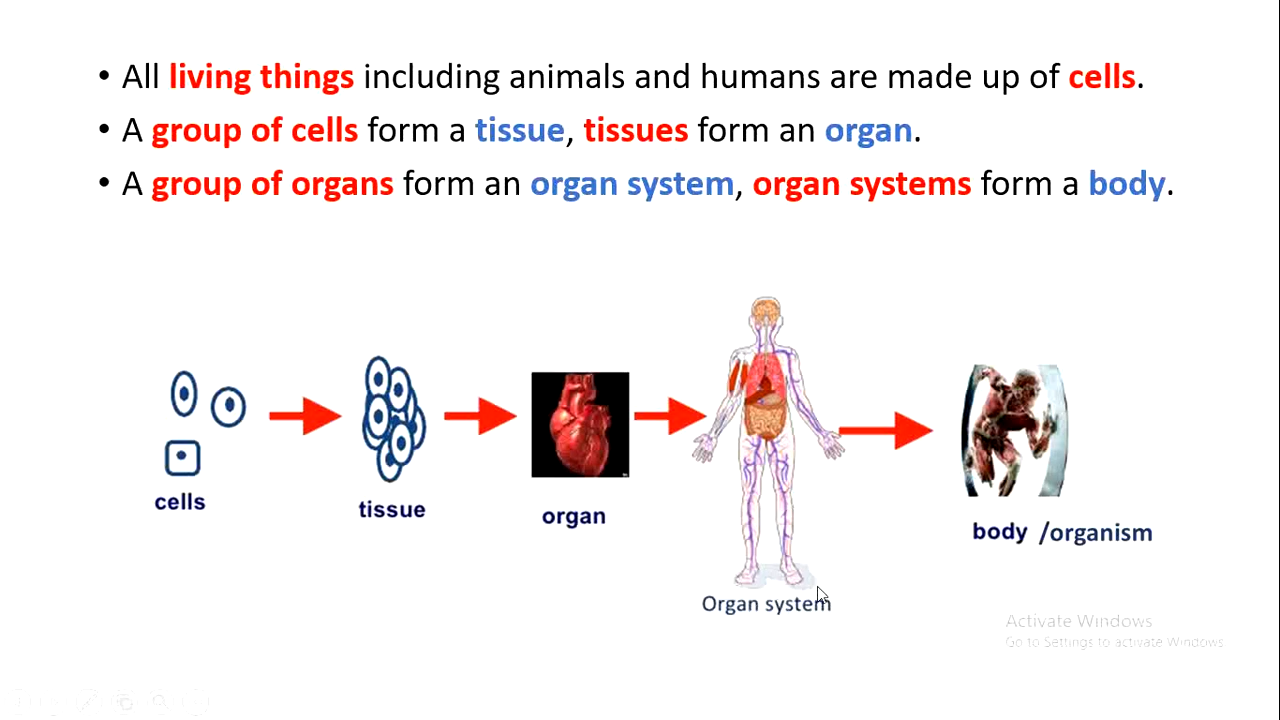 • All living things including animals and humans are made up of cells.
• A group of cells form a tissue, tissues form an organ.
• A group of organs form an organ system, organ systems form a body.
cells
tissue
organ
Organ system
body /organism
Activate Windows
Go to Settings to activate Windows